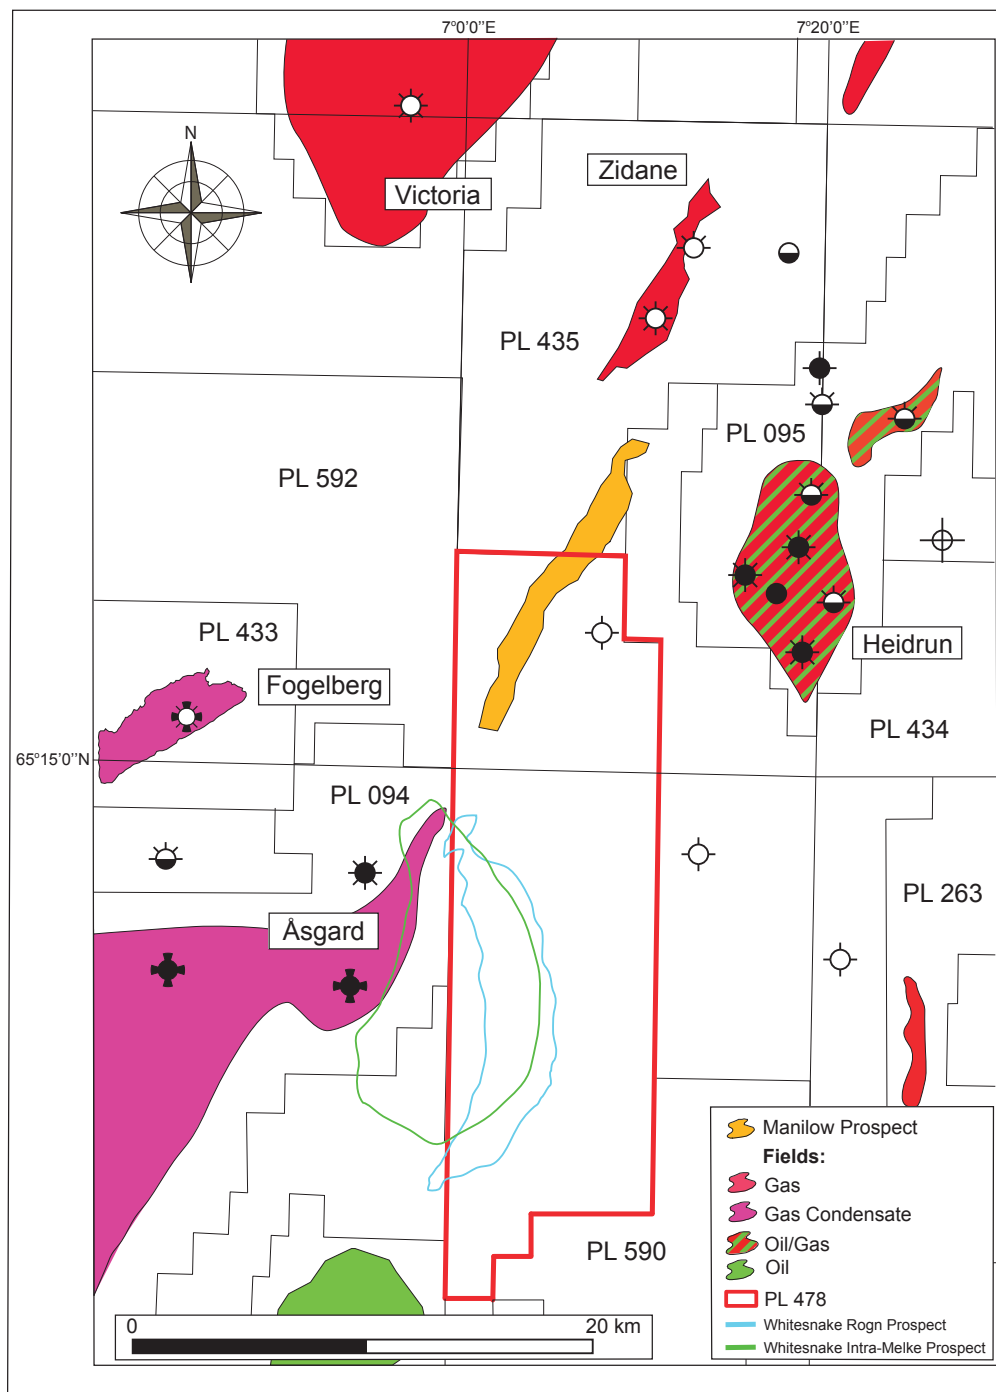 7°0'0''E
7°20'0''E
N
Victoria
Zidane
PL 435
PL 095
PL 592
PL 433
Fogelberg
Heidrun
PL 434
65°15'0''N
PL 094
PL 263
Åsgard
PL 590
Manilow Prospect
Fields:
Gas
Gas Condensate
Oil/Gas
Oil
PL 478
Whitesnake Rogn Prospect
Whitesnake Intra-Melke Prospect
0
20 km